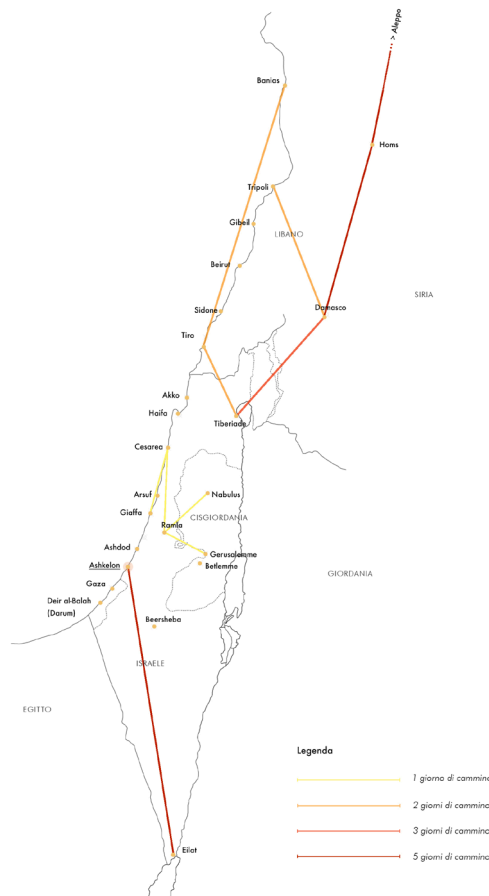 ...> Aleppo
Banias
Homs
Tripoli
Gibeil
LIBANO
Beirut
SIRIA
Sidone
Damasco
Tiro
Akko
Haifa
Tiberiade
Cesarea
Arsuf
Nabulus
Giaffa
CISGIORDANIA
Ramla
Ashdod
Gerusalemme
Ashkelon
Betlemme
GIORDANIA
Gaza
Deir al-Balah
(Darum)
Beersheba
ISRAELE
EGITTO
Legenda
1 giorno di cammino
2 giorni di cammino
3 giorni di cammino
5 giorni di cammino
Eilat